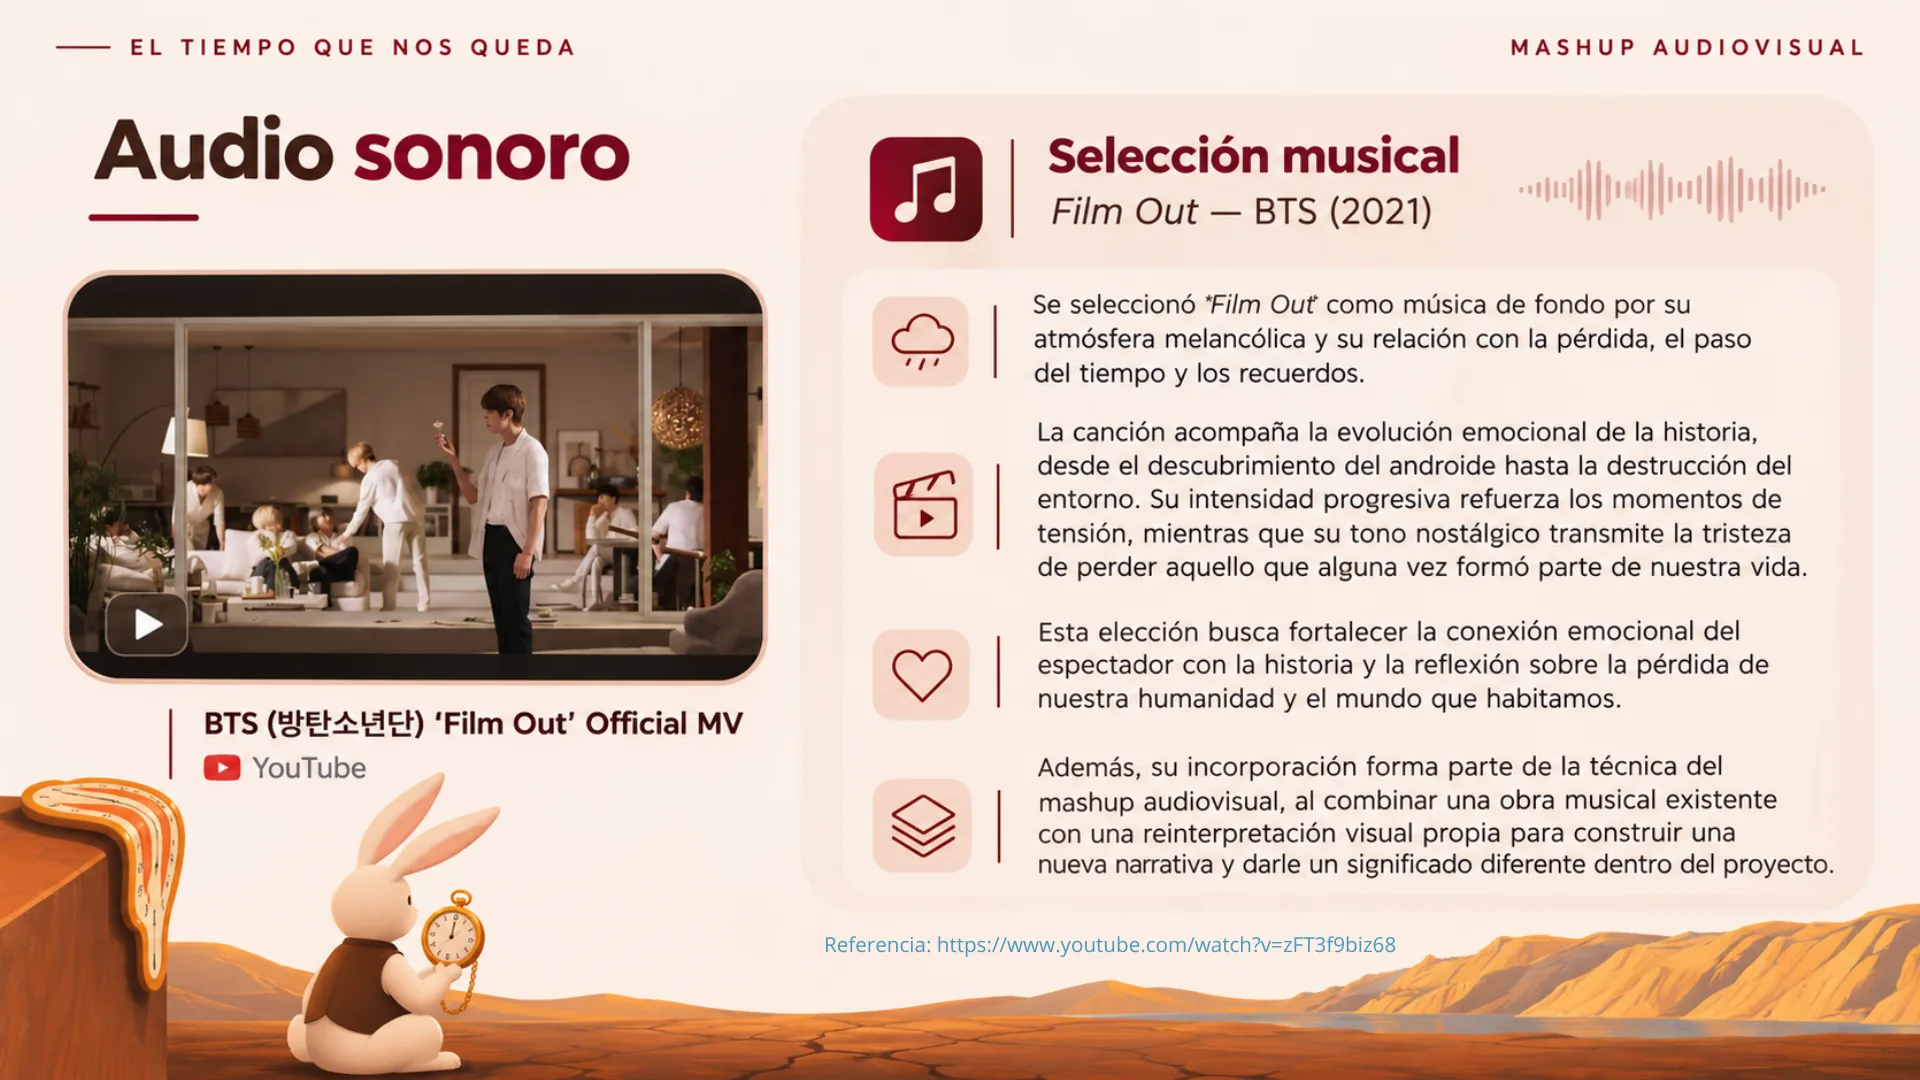 EL TIEMPO QUE NOS QUEDA
MASHUP AUDIOVISUAL
Audio sonoro
BTS (방탄소년단) ‘Film Out’ Official MV
YouTube
Selección musical
Film Out — BTS (2021)
Se seleccionó *Film Out* como música de fondo por su
atmósfera melancólica y su relación con la pérdida, el paso
del tiempo y los recuerdos.
La canción acompaña la evolución emocional de la historia,
desde el descubrimiento del androide hasta la destrucción del
entorno. Su intensidad progresiva refuerza los momentos de
tensión, mientras que su tono nostálgico transmite la tristeza
de perder aquello que alguna vez formó parte de nuestra vida.
Esta elección busca fortalecer la conexión emocional del
espectador con la historia y la reflexión sobre la pérdida de
nuestra humanidad y el mundo que habitamos.
Además, su incorporación forma parte de la técnica del
mashup audiovisual, al combinar una obra musical existente
con una reinterpretación visual propia para construir una
nueva narrativa y darle un significado diferente dentro del proyecto.
Referencia: https://www.youtube.com/watch?v=zFT3f9biz68